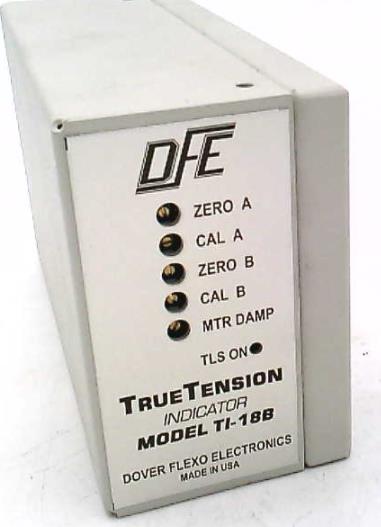 DFE
ZERO A
CAL A
ZERO B
CAL B
MTR DAMP
TLS ON
TRUETENSION
INDICATOR
MODEL TI-18B
DOVER FLEXO ELECTRONICS
MADE IN USA